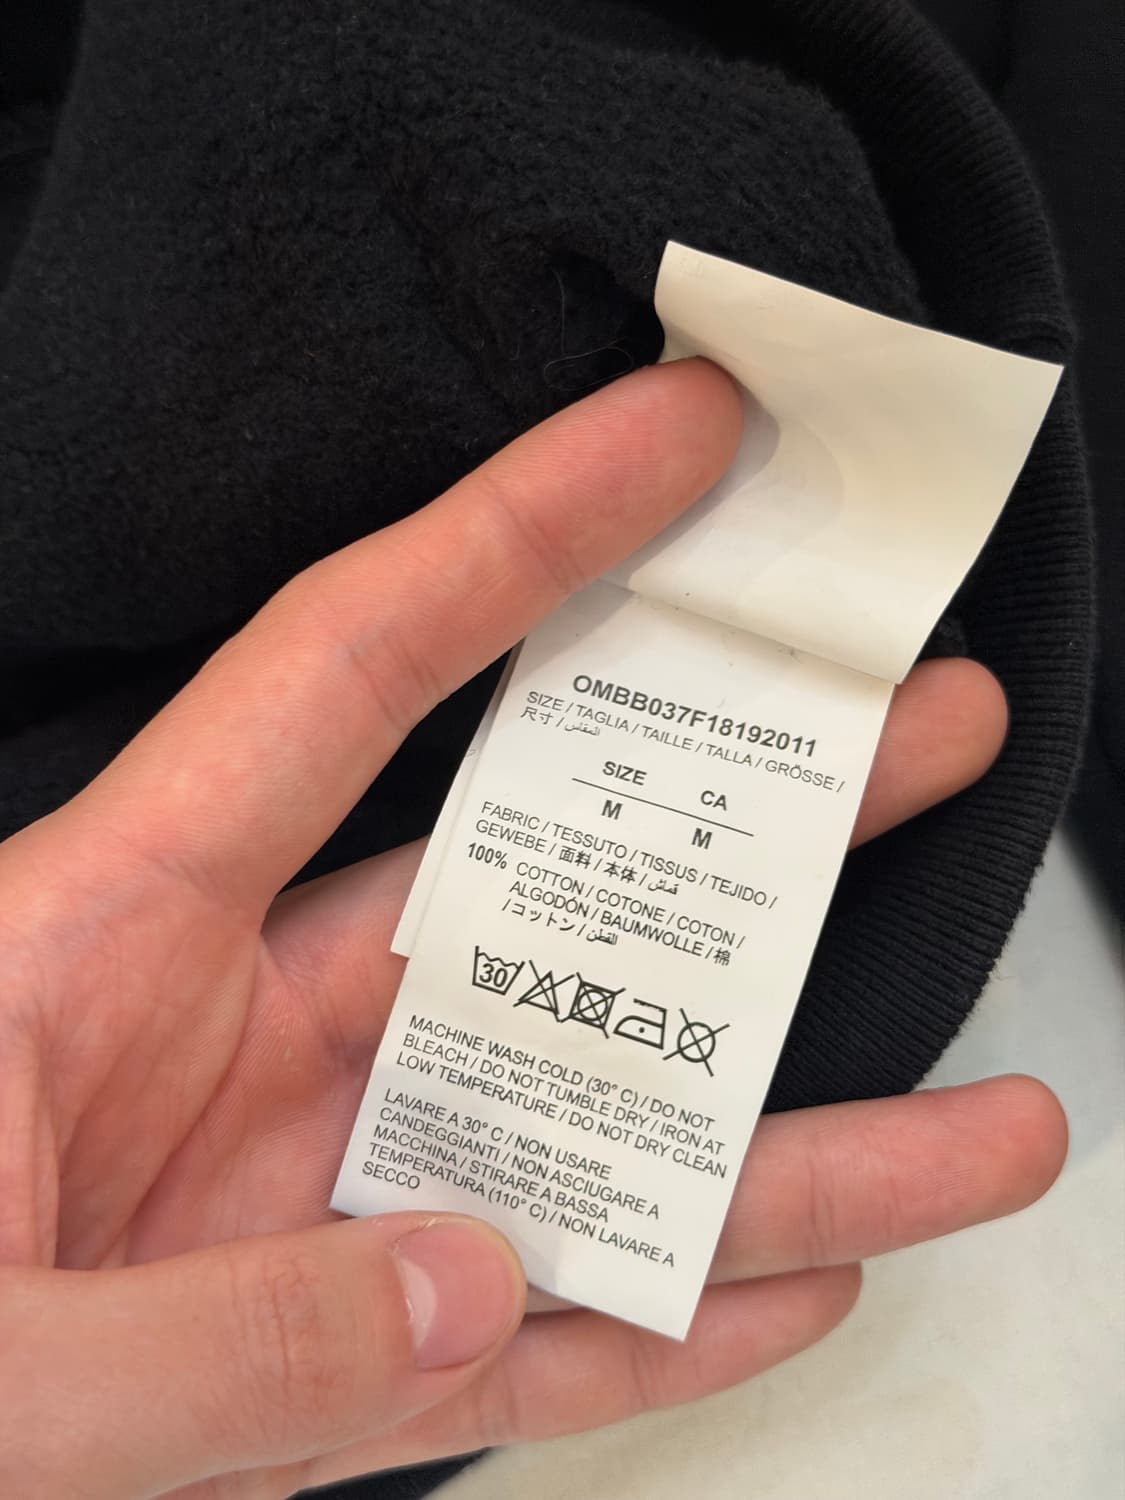 OMBB037F18192011
SIZE / TAGLIA / TAILLE / TALLA / GRÖSSE /
尺寸 / المقاس
SIZE CA
M M
FABRIC / TESSUTO / TISSUS / TEJIDO /
GEWEBE / 面料 / 本体 / قماش
100% COTTON / COTONE / COTON /
ALGODÓN / BAUMWOLLE / 棉
/ コットン / القطن
30
MACHINE WASH COLD (30° C) / DO NOT
BLEACH / DO NOT TUMBLE DRY / IRON AT
LOW TEMPERATURE / DO NOT DRY CLEAN
LAVARE A 30° C / NON USARE
CANDEGGIANTI / NON ASCIUGARE A
MACCHINA / STIRARE A BASSA
TEMPERATURA (110° C) / NON LAVARE A
SECCO